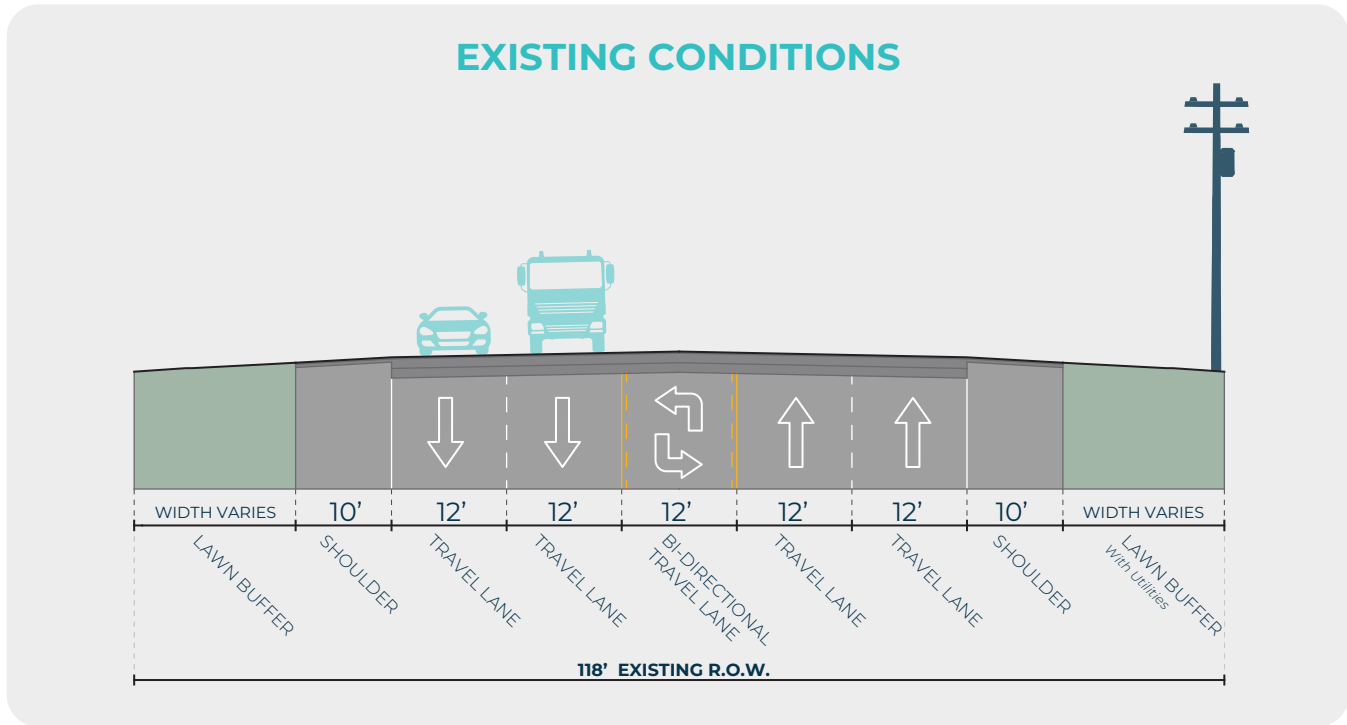 EXISTING CONDITIONS
WIDTH VARIES
10’
12’
12’
12’
12’
12’
10’
WIDTH VARIES
LAWN BUFFER
SHOULDER
TRAVEL LANE
TRAVEL LANE
BI-DIRECTIONAL
TRAVEL LANE
TRAVEL LANE
TRAVEL LANE
SHOULDER
LAWN BUFFER
With Utilities
118’ EXISTING R.O.W.